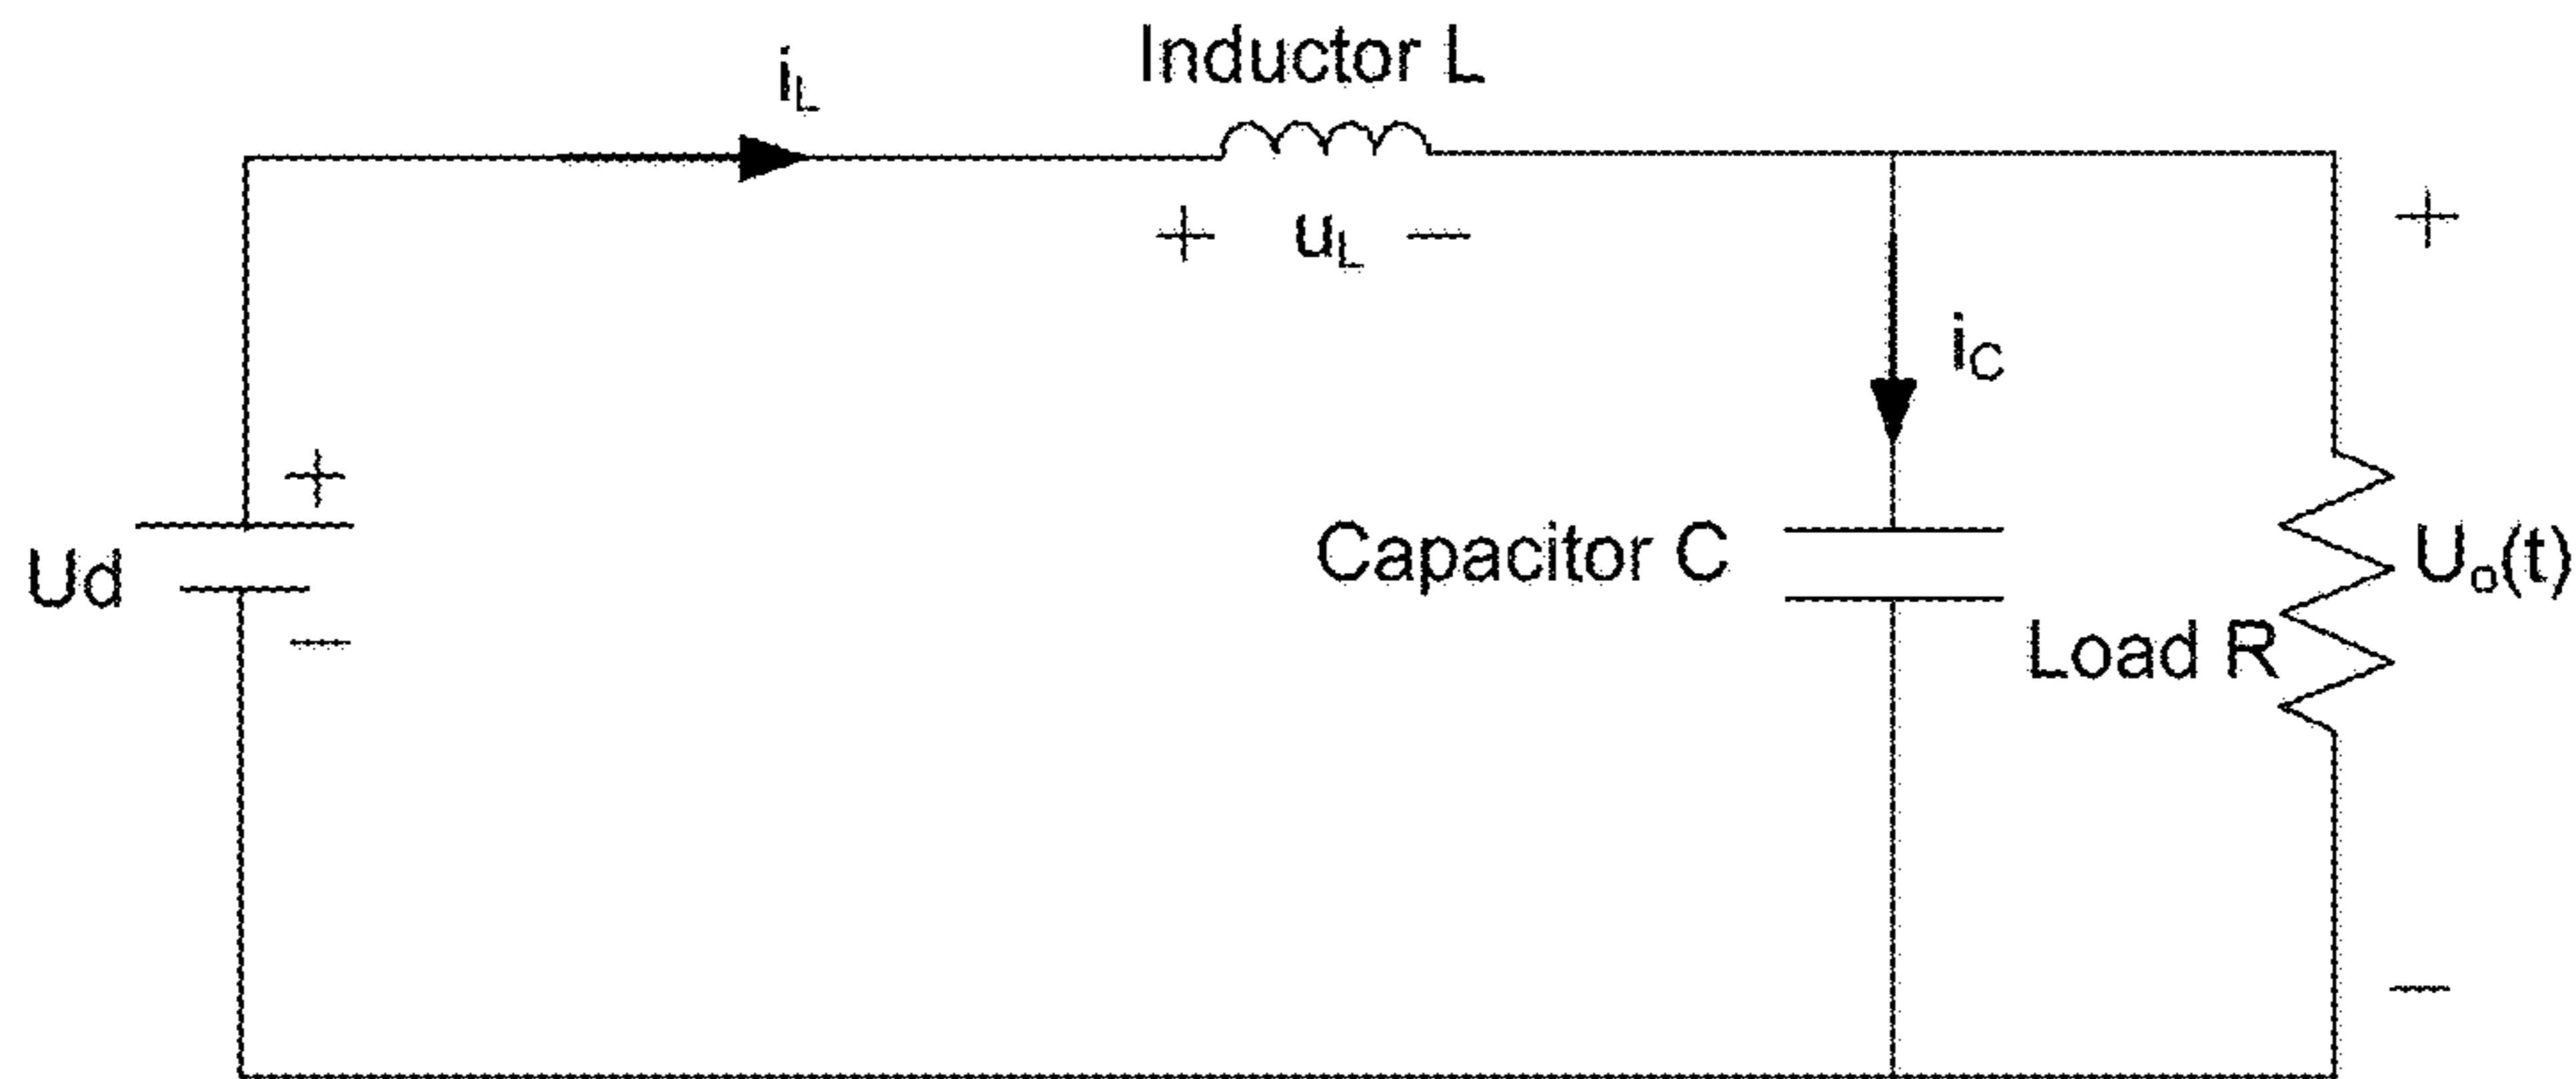 Inductor L
iL
+ uL −
+
iC
+
Ud
−
Capacitor C
Load R
Uo(t)
−